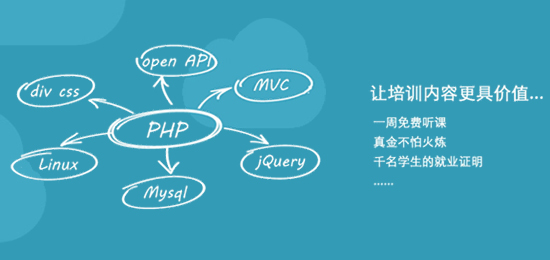 open API
div css
MVC
PHP
Linux
jQuery
Mysql
让培训内容更具价值...
一周免费听课
真金不怕火炼
千名学生的就业证明
......